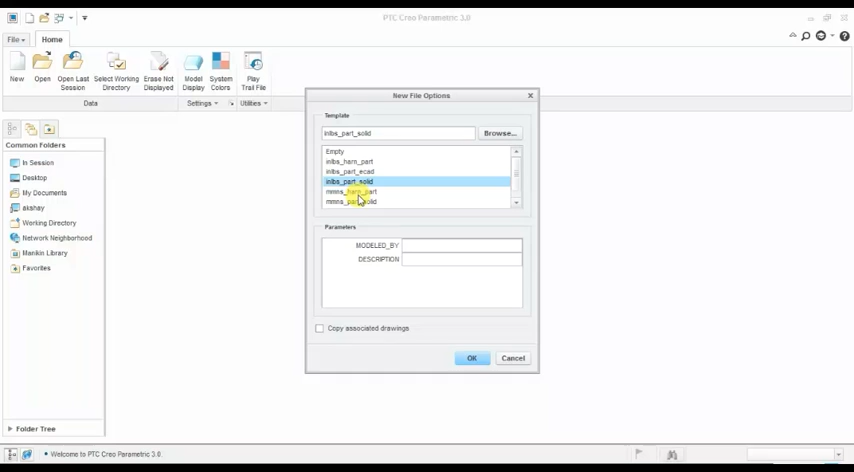 PTC Creo Parametric 3.0
File
Home
New
Open
Open Last
Session
Select Working
Directory
Erase Not
Displayed
Model
Display
System
Colors
Play
Trail File
Data
Settings
Utilities
Common Folders
In Session
Desktop
My Documents
akshay
Working Directory
Network Neighborhood
Manikin Library
Favorites
Folder Tree
New File Options
Template
inlbs_part_solid
Browse...
Empty
inlbs_harn_part
inlbs_part_ecad
inlbs_part_solid
mmns_harn_part
mmns_part_solid
Parameters
MODELED_BY
DESCRIPTION
Copy associated drawings
OK
Cancel
• Welcome to PTC Creo Parametric 3.0.